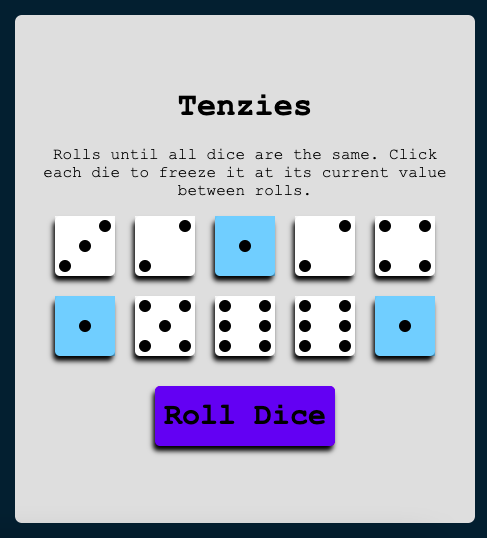 Tenzies
Rolls until all dice are the same. Click
each die to freeze it at its current value
between rolls.
Roll Dice